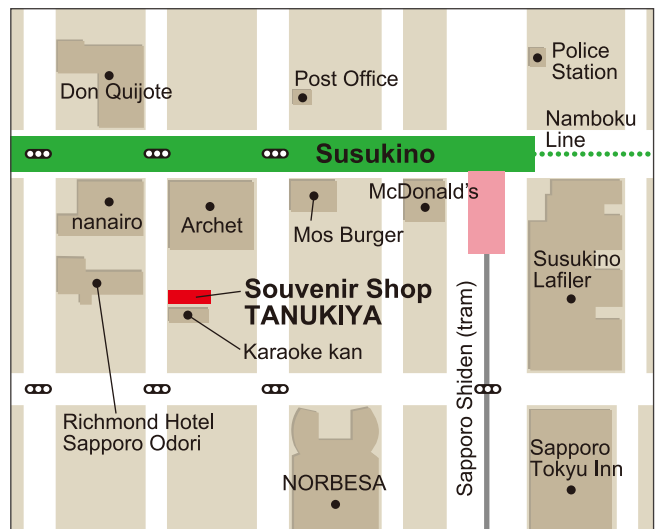 Don Quijote
Post Office
Police
Station
Namboku
Line
Susukino
nanairo
Archet
Mos Burger
McDonald's
Susukino
Lafiler
Souvenir Shop
TANUKIYA
Karaoke kan
Sapporo Shiden (tram)
Richmond Hotel
Sapporo Odori
NORBESA
Sapporo
Tokyu Inn